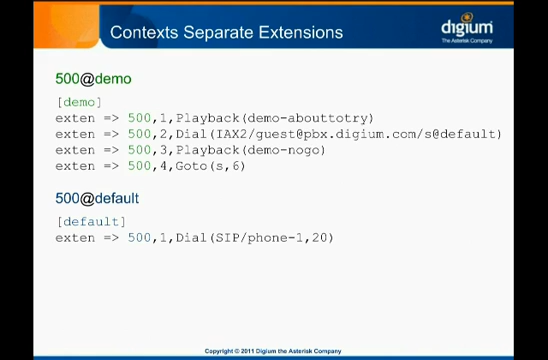 Contexts Separate Extensions
digium
The Asterisk Company
500@demo
[demo]
exten => 500,1,Playback(demo-abouttotry)
exten => 500,2,Dial(IAX2/guest@pbx.digium.com/s@default)
exten => 500,3,Playback(demo-nogo)
exten => 500,4,Goto(s,6)
500@default
[default]
exten => 500,1,Dial(SIP/phone-1,20)
Copyright © 2011 Digium the Asterisk Company